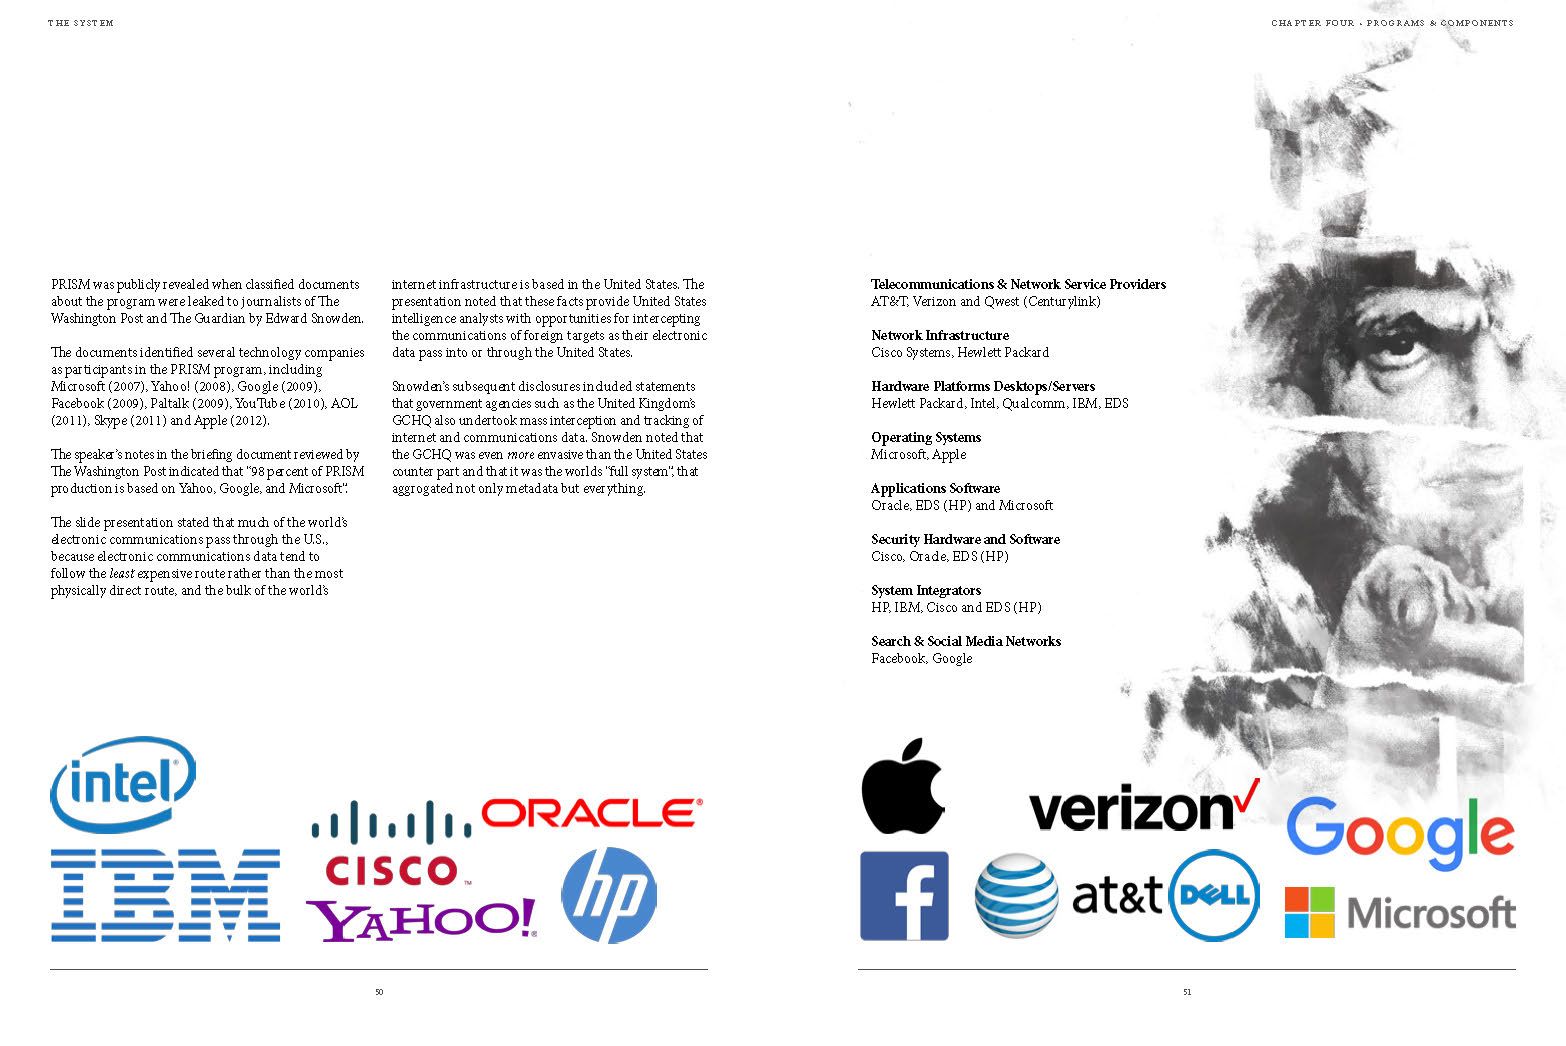 THE SYSTEM
CHAPTER FOUR • PROGRAMS & COMPONENTS
PRISM was publicly revealed when classified documents
about the program were leaked to journalists of The
Washington Post and The Guardian by Edward Snowden.
The documents identified several technology companies
as participants in the PRISM program, including
Microsoft (2007), Yahoo! (2008), Google (2009),
Facebook (2009), Paltalk (2009), YouTube (2010), AOL
(2011), Skype (2011) and Apple (2012).
The speaker's notes in the briefing document reviewed by
The Washington Post indicated that "98 percent of PRISM
production is based on Yahoo, Google, and Microsoft".
The slide presentation stated that much of the world's
electronic communications pass through the U.S.,
because electronic communications data tend to
follow the least expensive route rather than the most
physically direct route, and the bulk of the world's
internet infrastructure is based in the United States. The
presentation noted that these facts provide United States
intelligence analysts with opportunities for intercepting
the communications of foreign targets as their electronic
data pass into or through the United States.
Snowden's subsequent disclosures included statements
that government agencies such as the United Kingdom's
GCHQ also undertook mass interception and tracking of
internet and communications data. Snowden noted that
the GCHQ was even more envasive than the United States
counter part and that it was the worlds "full system", that
aggrogated not only metadata but everything.
intel®
IBM
CISCO™
ORACLE®
YAHOO!®
hp
50
Telecommunications & Network Service Providers
AT&T, Verizon and Qwest (Centurylink)
Network Infrastructure
Cisco Systems, Hewlett Packard
Hardware Platforms Desktops/Servers
Hewlett Packard, Intel, Qualcomm, IBM, EDS
Operating Systems
Microsoft, Apple
Applications Software
Oracle, EDS (HP) and Microsoft
Security Hardware and Software
Cisco, Oracle, EDS (HP)
System Integrators
HP, IBM, Cisco and EDS (HP)
Search & Social Media Networks
Facebook, Google
verizon
Google
f
at&t
DELL
Microsoft
51